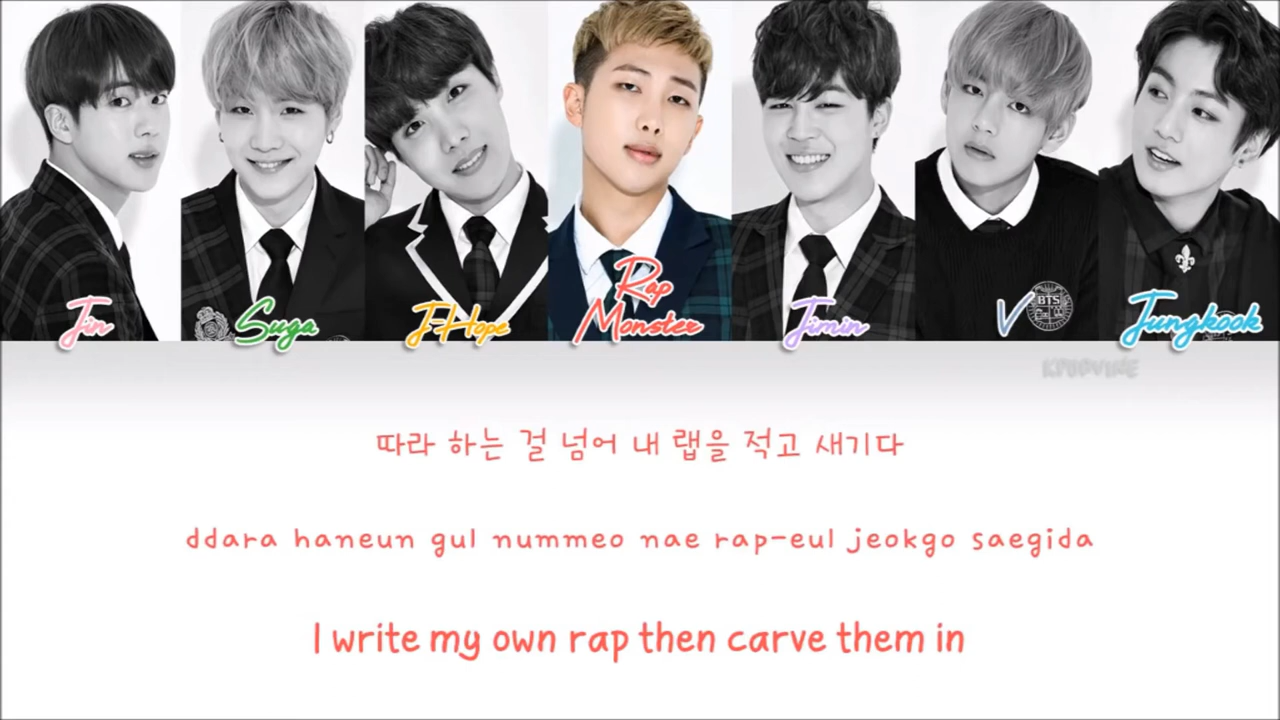 Jin
Suga
J-Hope
Rap
Monster
Jimin
V
BTS
Jungkook
KPOPVINE
따라 하는 걸 넘어 내 랩을 적고 새기다
ddara haneun gul nummeo nae rap-eul jeokgo saegida
I write my own rap then carve them in